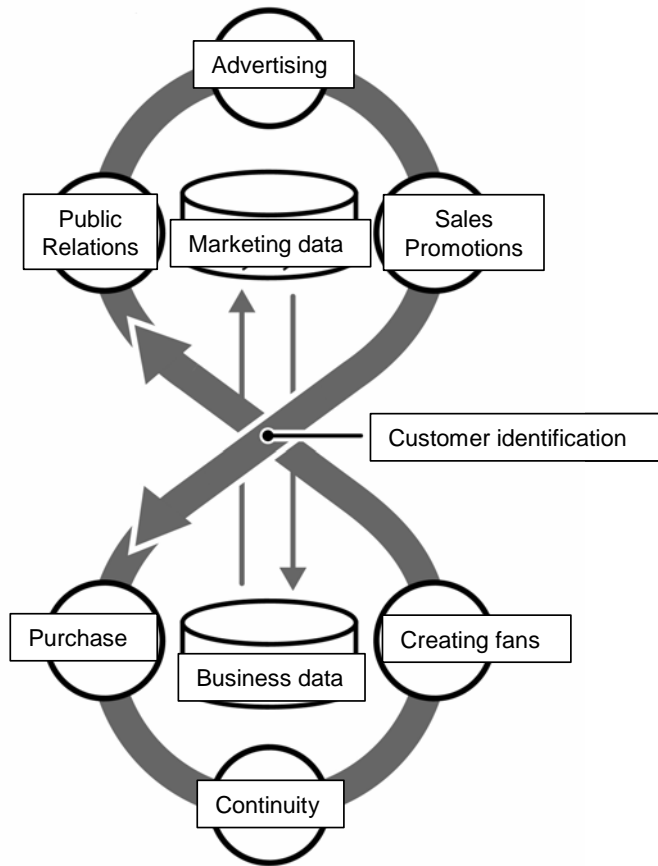 Advertising
Public
Relations
Marketing data
Sales
Promotions
Customer identification
Purchase
Business data
Creating fans
Continuity